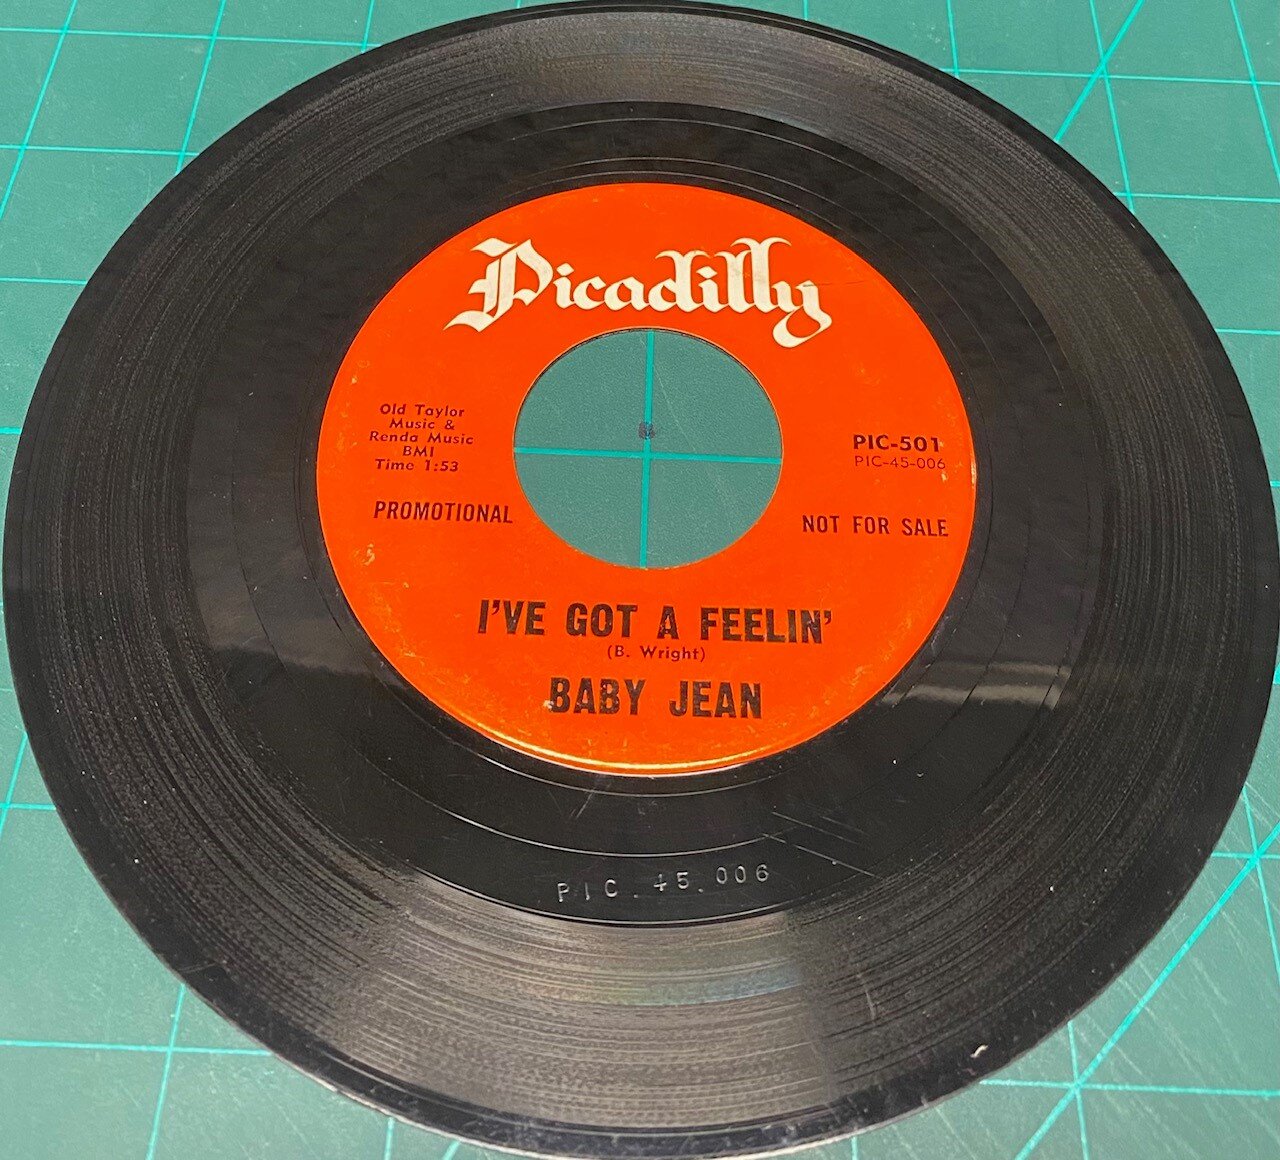 Picadilly
Old Taylor
Music &
Renda Music
BMI
Time 1:53
PIC-501
PIC-45-006
PROMOTIONAL
NOT FOR SALE
I'VE GOT A FEELIN'
(B. Wright)
BABY JEAN
PIC.45.006